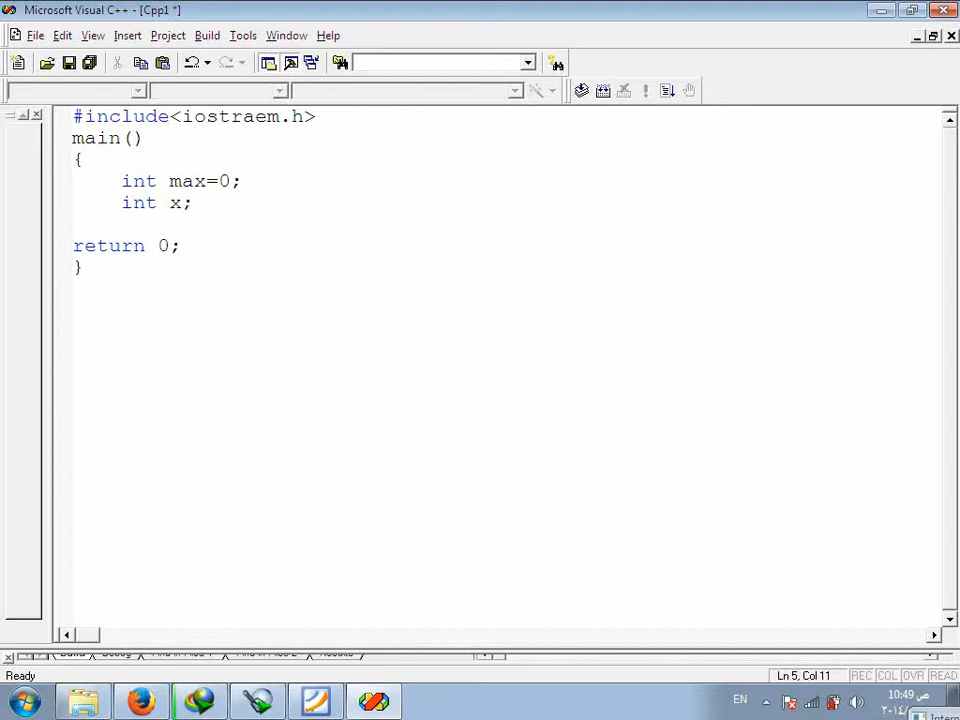 Microsoft Visual C++ - [Cpp1 *]
File Edit View Insert Project Build Tools Window Help
#include<iostraem.h>
main()
{
int max=0;
int x;
return 0;
}
Ready
Ln 5, Col 11
REC COL OVR READ
EN
10:49 ص